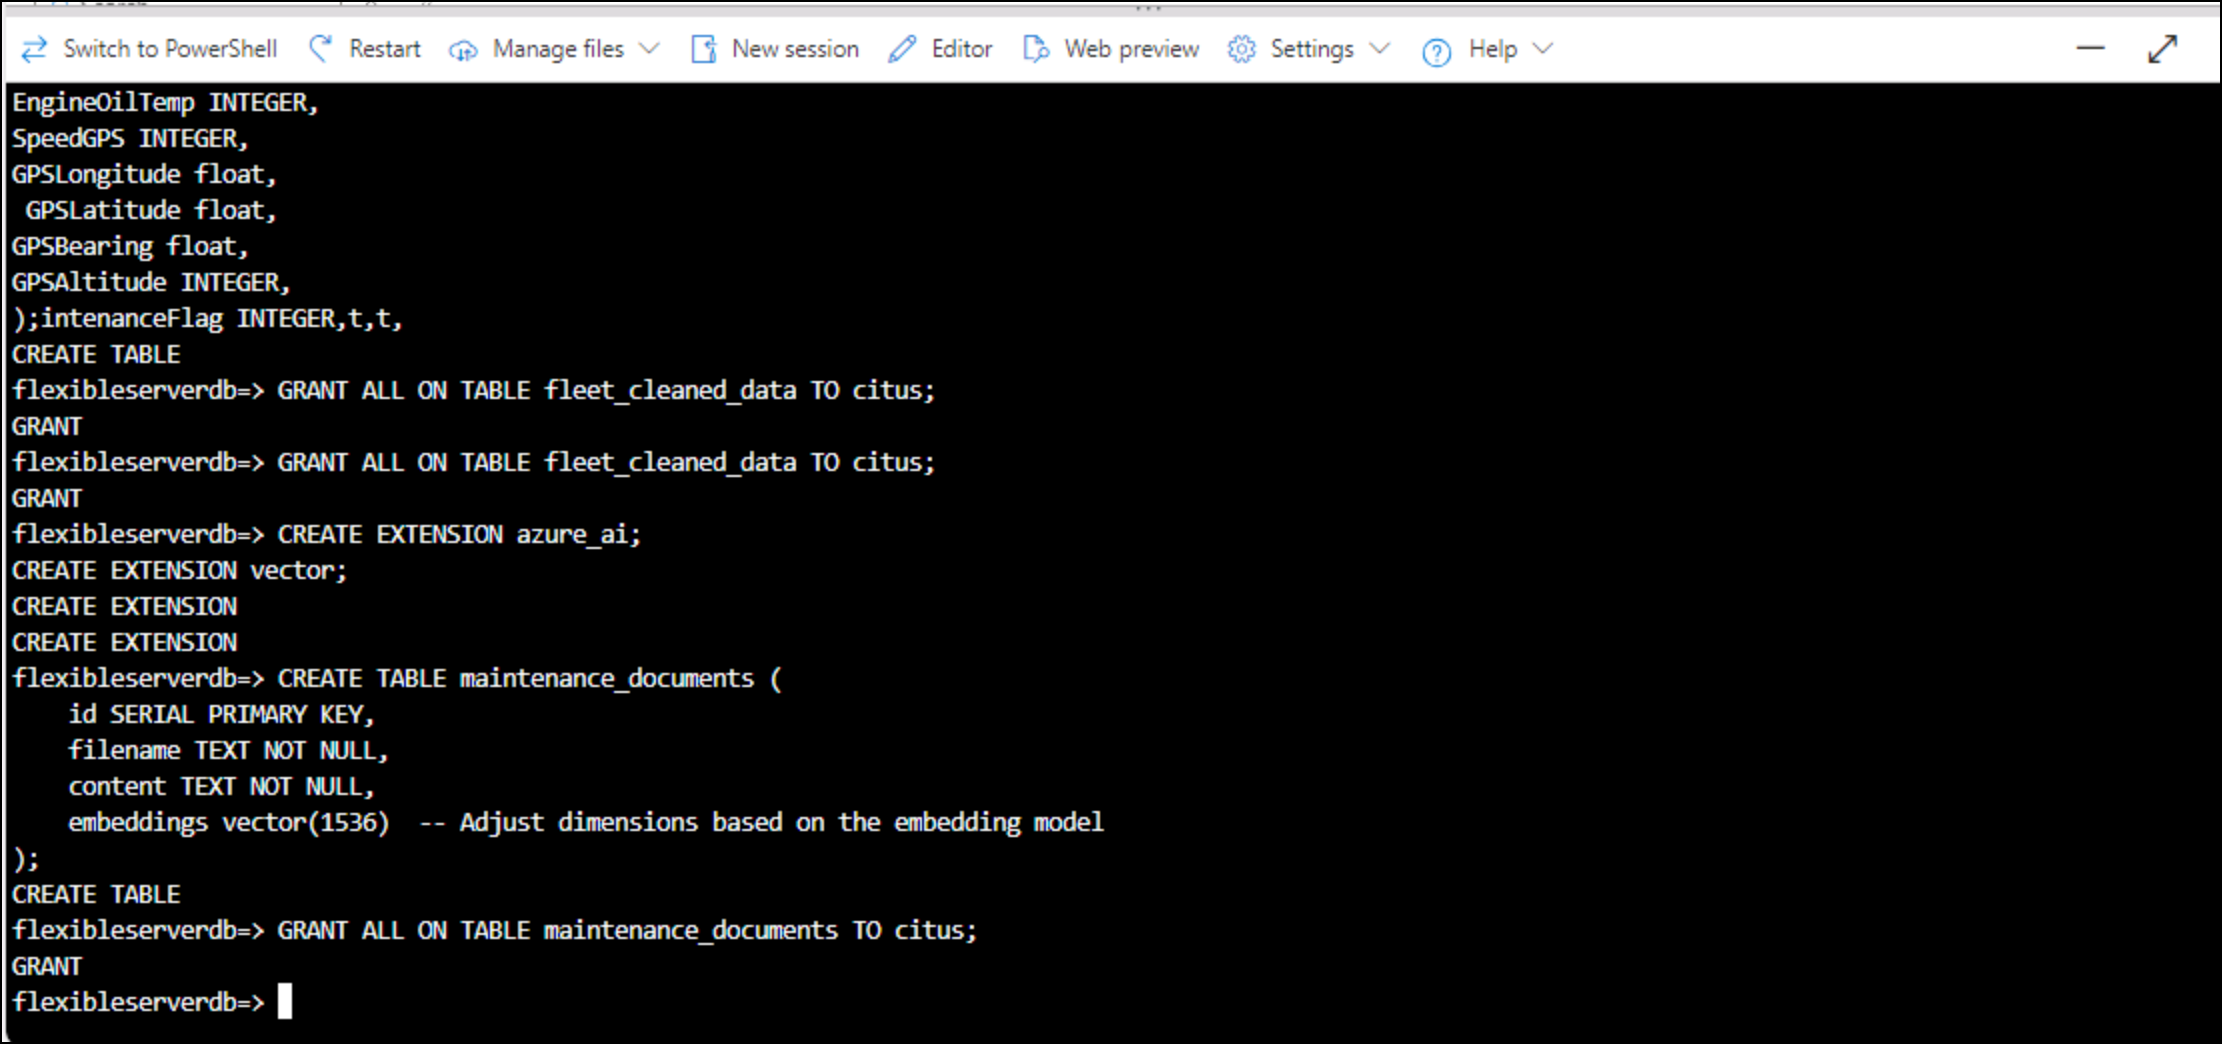 Switch to PowerShell Restart Manage files New session Editor Web preview Settings Help
EngineOilTemp INTEGER,
SpeedGPS INTEGER,
GPSLongitude float,
 GPSLatitude float,
GPSBearing float,
GPSAltitude INTEGER,
);intenanceFlag INTEGER,t,t,
CREATE TABLE
flexibleserverdb=> GRANT ALL ON TABLE fleet_cleaned_data TO citus;
GRANT
flexibleserverdb=> GRANT ALL ON TABLE fleet_cleaned_data TO citus;
GRANT
flexibleserverdb=> CREATE EXTENSION azure_ai;
CREATE EXTENSION vector;
CREATE EXTENSION
CREATE EXTENSION
flexibleserverdb=> CREATE TABLE maintenance_documents (
    id SERIAL PRIMARY KEY,
    filename TEXT NOT NULL,
    content TEXT NOT NULL,
    embeddings vector(1536)  -- Adjust dimensions based on the embedding model
);
CREATE TABLE
flexibleserverdb=> GRANT ALL ON TABLE maintenance_documents TO citus;
GRANT
flexibleserverdb=>